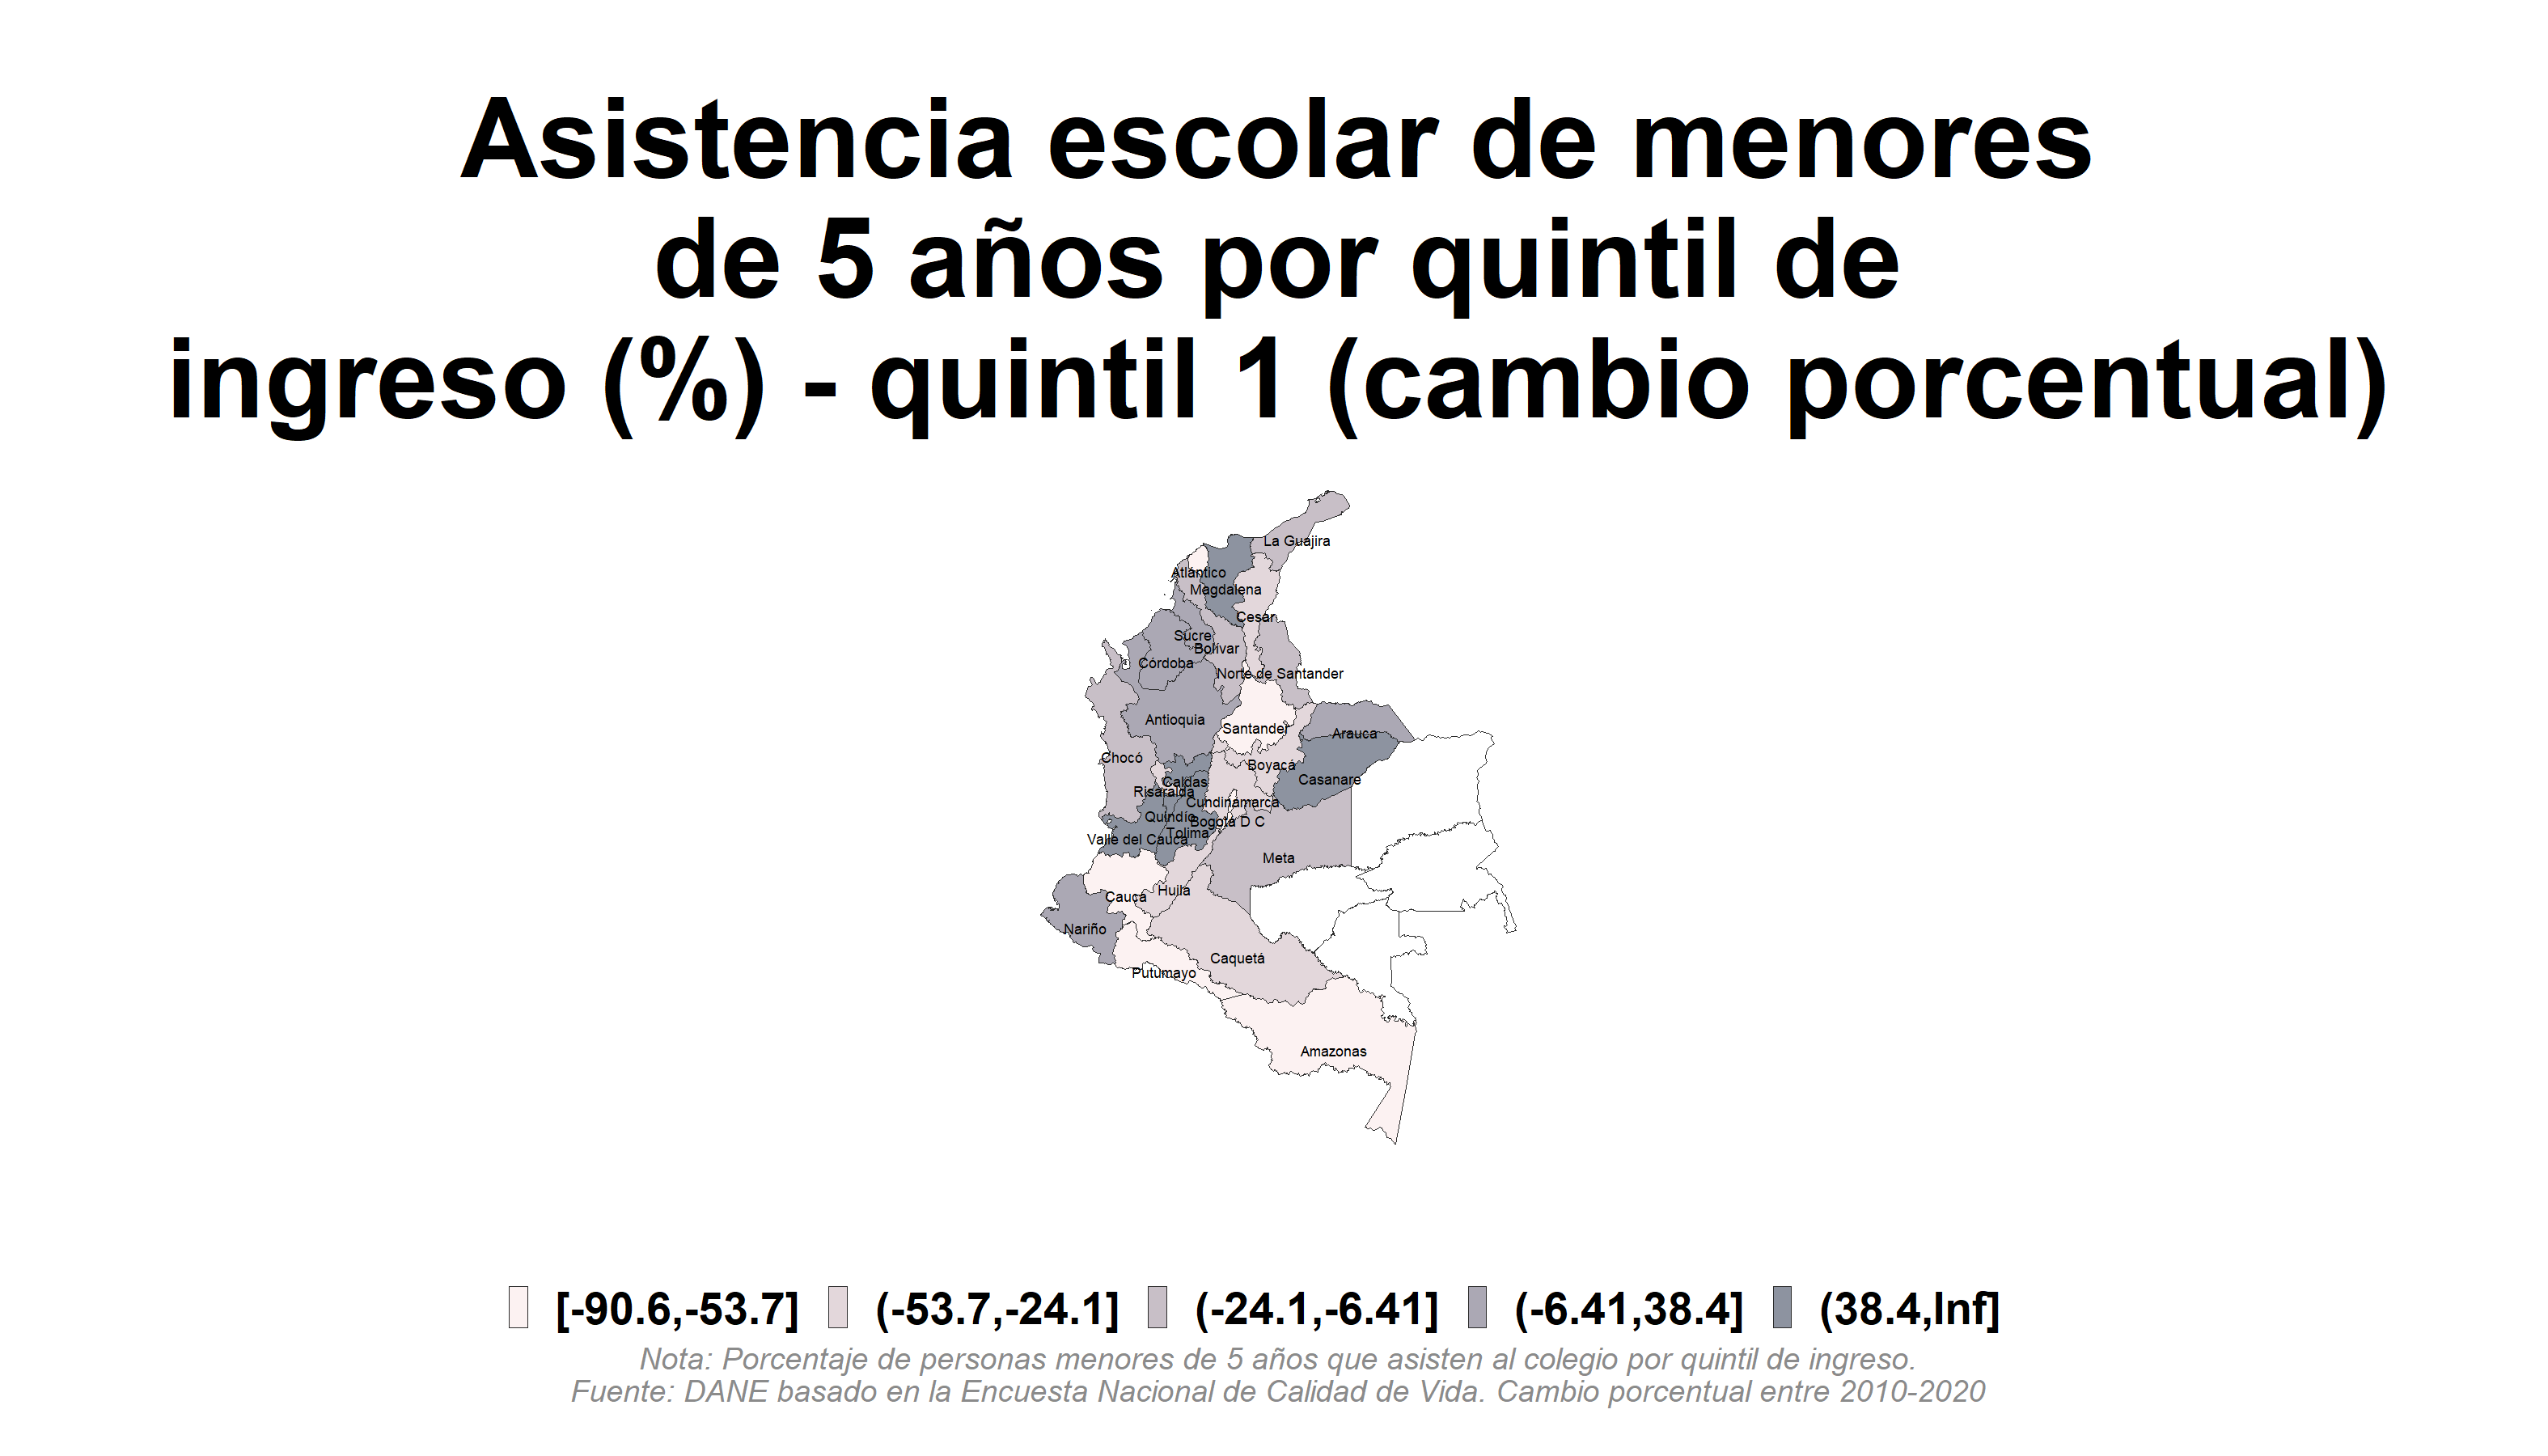 Asistencia escolar de menores
de 5 años por quintil de
ingreso (%) - quintil 1 (cambio porcentual)
La Guajira
Atlántico
Magdalena
Cesar
Sucre
Bolívar
Córdoba
Norte de Santander
Antioquia
Santander
Arauca
Chocó
Boyacá
Casanare
Caldas
Risaralda
Cundinamarca
Quindío
Bogotá D C
Tolima
Valle del Cauca
Meta
Huila
Cauca
Nariño
Caquetá
Putumayo
Amazonas
[-90.6,-53.7] (-53.7,-24.1] (-24.1,-6.41] (-6.41,38.4] (38.4,Inf]
Nota: Porcentaje de personas menores de 5 años que asisten al colegio por quintil de ingreso.
Fuente: DANE basado en la Encuesta Nacional de Calidad de Vida. Cambio porcentual entre 2010-2020